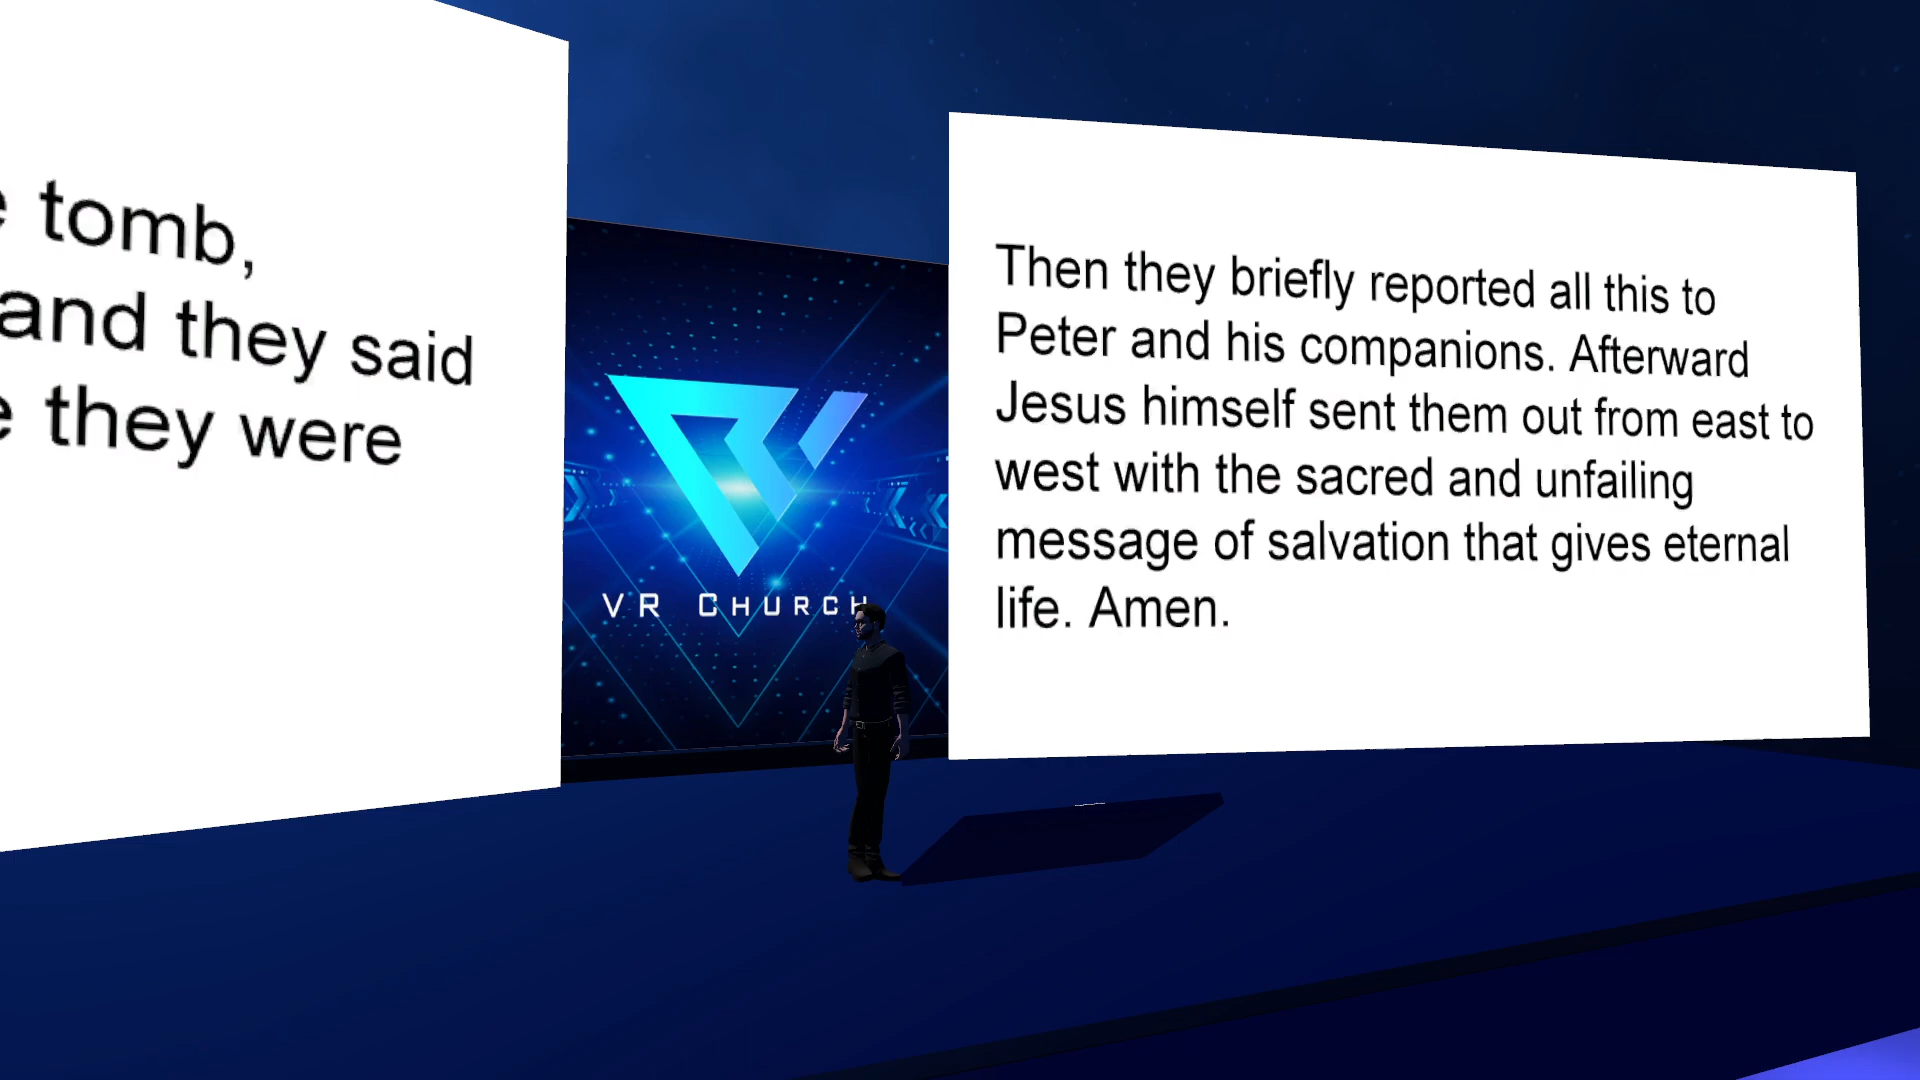 tomb,
and they said
they were
VR CHURCH
Then they briefly reported all this to
Peter and his companions. Afterward
Jesus himself sent them out from east to
west with the sacred and unfailing
message of salvation that gives eternal
life. Amen.